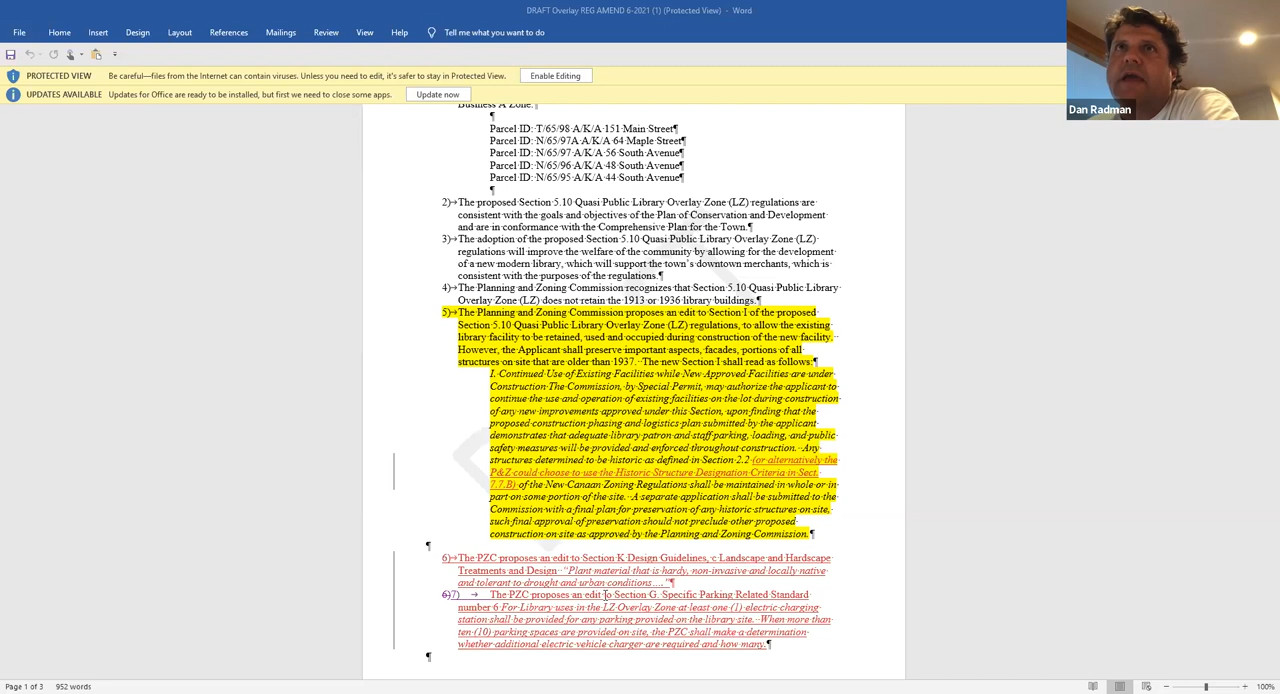 DRAFT Overlay REG AMEND 6-2021 (1) (Protected View) - Word
File Home Insert Design Layout References Mailings Review View Help Tell me what you want to do
PROTECTED VIEW Be careful—files from the Internet can contain viruses. Unless you need to edit, it's safer to stay in Protected View. Enable Editing
UPDATES AVAILABLE Updates for Office are ready to be installed, but first we need to close some apps. Update now
Dan Radman
Business A Zone.¶
¶
Parcel ID: T/65/98 A/K/A 151 Main Street¶
Parcel ID: N/65/97A A/K/A 64 Maple Street¶
Parcel ID: N/65/97 A/K/A 56 South Avenue¶
Parcel ID: N/65/96 A/K/A 48 South Avenue¶
Parcel ID: N/65/95 A/K/A 44 South Avenue¶
¶
2)→The proposed Section 5.10 Quasi Public Library Overlay Zone (LZ) regulations are
consistent with the goals and objectives of the Plan of Conservation and Development
and are in conformance with the Comprehensive Plan for the Town.¶
3)→The adoption of the proposed Section 5.10 Quasi Public Library Overlay Zone (LZ)
regulations will improve the welfare of the community by allowing for the development
of a new modern library, which will support the town's downtown merchants, which is
consistent with the purposes of the regulations.¶
4)→The Planning and Zoning Commission recognizes that Section 5.10 Quasi Public Library
Overlay Zone (LZ) does not retain the 1913 or 1936 library buildings.¶
5)→The Planning and Zoning Commission proposes an edit to Section I of the proposed
Section 5.10 Quasi Public Library Overlay Zone (LZ) regulations, to allow the existing
library facility to be retained, used and occupied during construction of the new facility.
However, the Applicant shall preserve important aspects, facades, portions of all
structures on site that are older than 1937. The new Section I shall read as follows:¶
I. Continued Use of Existing Facilities while New Approved Facilities are under
Construction The Commission, by Special Permit, may authorize the applicant to
continue the use and operation of existing facilities on the lot during construction
of any new improvements approved under this Section, upon finding that the
proposed construction phasing and logistics plan submitted by the applicant
demonstrates that adequate library patron and staff parking, loading, and public
safety measures will be provided and enforced throughout construction. Any
structures determined to be historic as defined in Section 2.2 (or alternatively the
P&Z could choose to use the Historic Structure Designation Criteria in Sect.
7.7.B) of the New Canaan Zoning Regulations shall be maintained in whole or in
part on some portion of the site. A separate application shall be submitted to the
Commission with a final plan for preservation of any historic structures on site,
such final approval of preservation should not preclude other proposed
construction on site as approved by the Planning and Zoning Commission.¶
¶
6)→The PZC proposes an edit to Section K Design Guidelines, c Landscape and Hardscape
Treatments and Design "Plant material that is hardy, non-invasive and locally native
and tolerant to drought and urban conditions…."¶
6)7) → The PZC proposes an edit to Section G. Specific Parking Related Standard
number 6 For Library uses in the LZ Overlay Zone at least one (1) electric charging
station shall be provided for any parking provided on the library site. When more than
ten (10) parking spaces are provided on site, the PZC shall make a determination
whether additional electric vehicle charger are required and how many.¶
¶
Page 1 of 3 952 words 100%